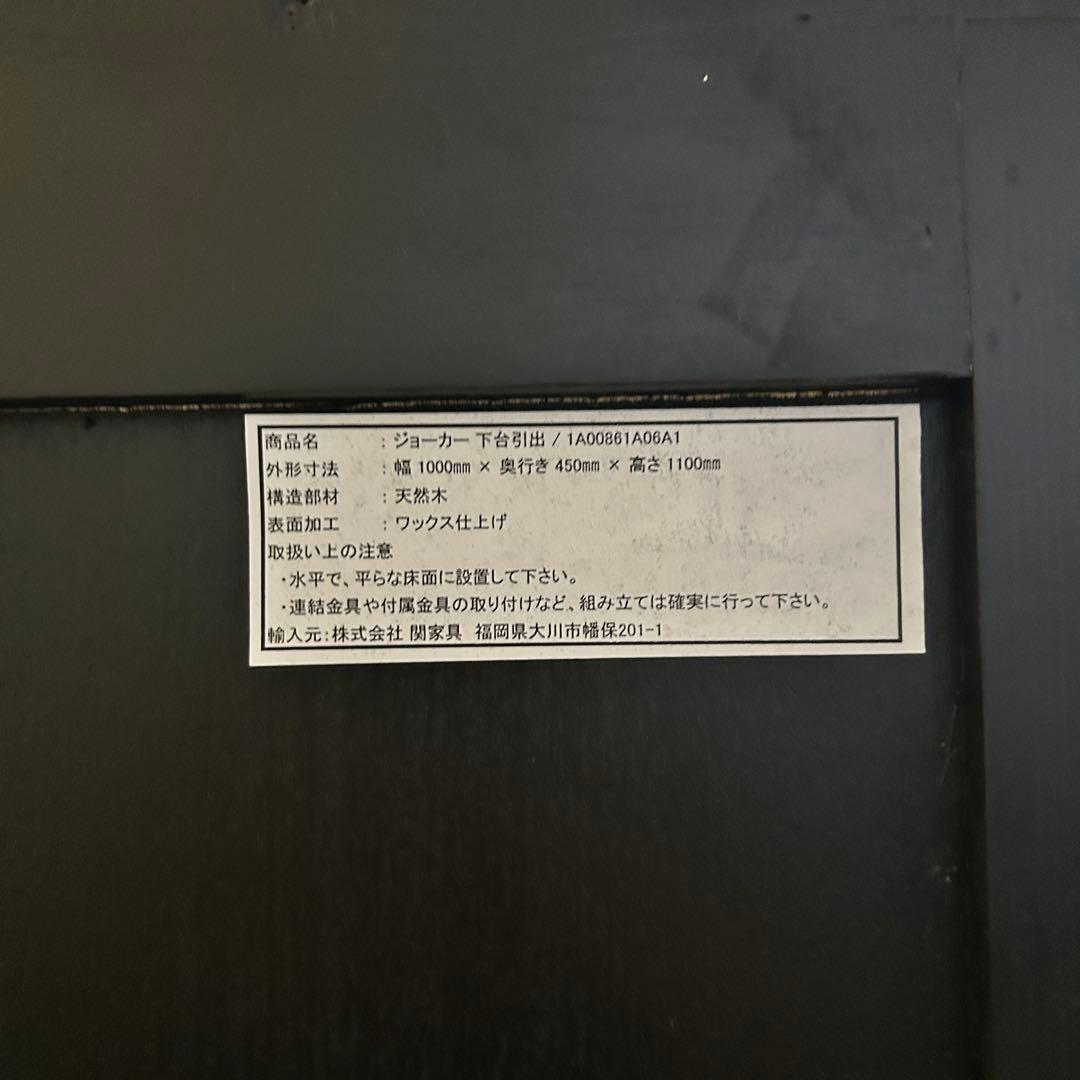 商品名 : ジョーカー 下台引出 / 1A00861A06A1
外形寸法 : 幅 1000㎜ × 奥行き 450㎜ × 高さ 1100㎜
構造部材 : 天然木
表面加工 : ワックス仕上げ
取扱い上の注意
・水平で、平らな床面に設置して下さい。
・連結金具や付属金具の取り付けなど、組み立ては確実に行って下さい。
輸入元:株式会社 関家具 福岡県大川市幡保201-1